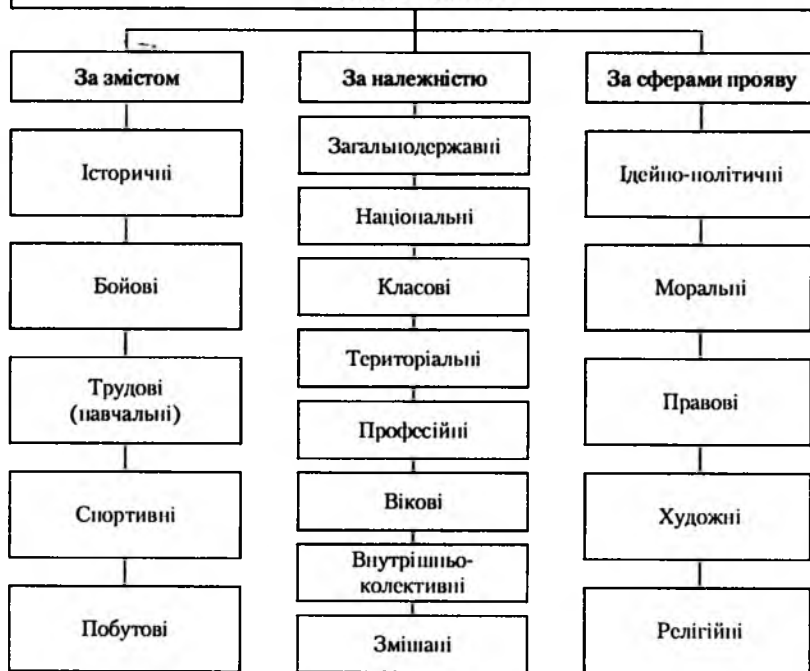 За змістом
Історичні
Бойові
Трудові
(навчальні)
Спортивні
Побутові
За належністю
Загальнодержавні
Національні
Класові
Територіальні
Професійні
Вікові
Внутрішньо-
колективні
Змішані
За сферами прояву
Ідейно-політичні
Моральні
Правові
Художні
Релігійні